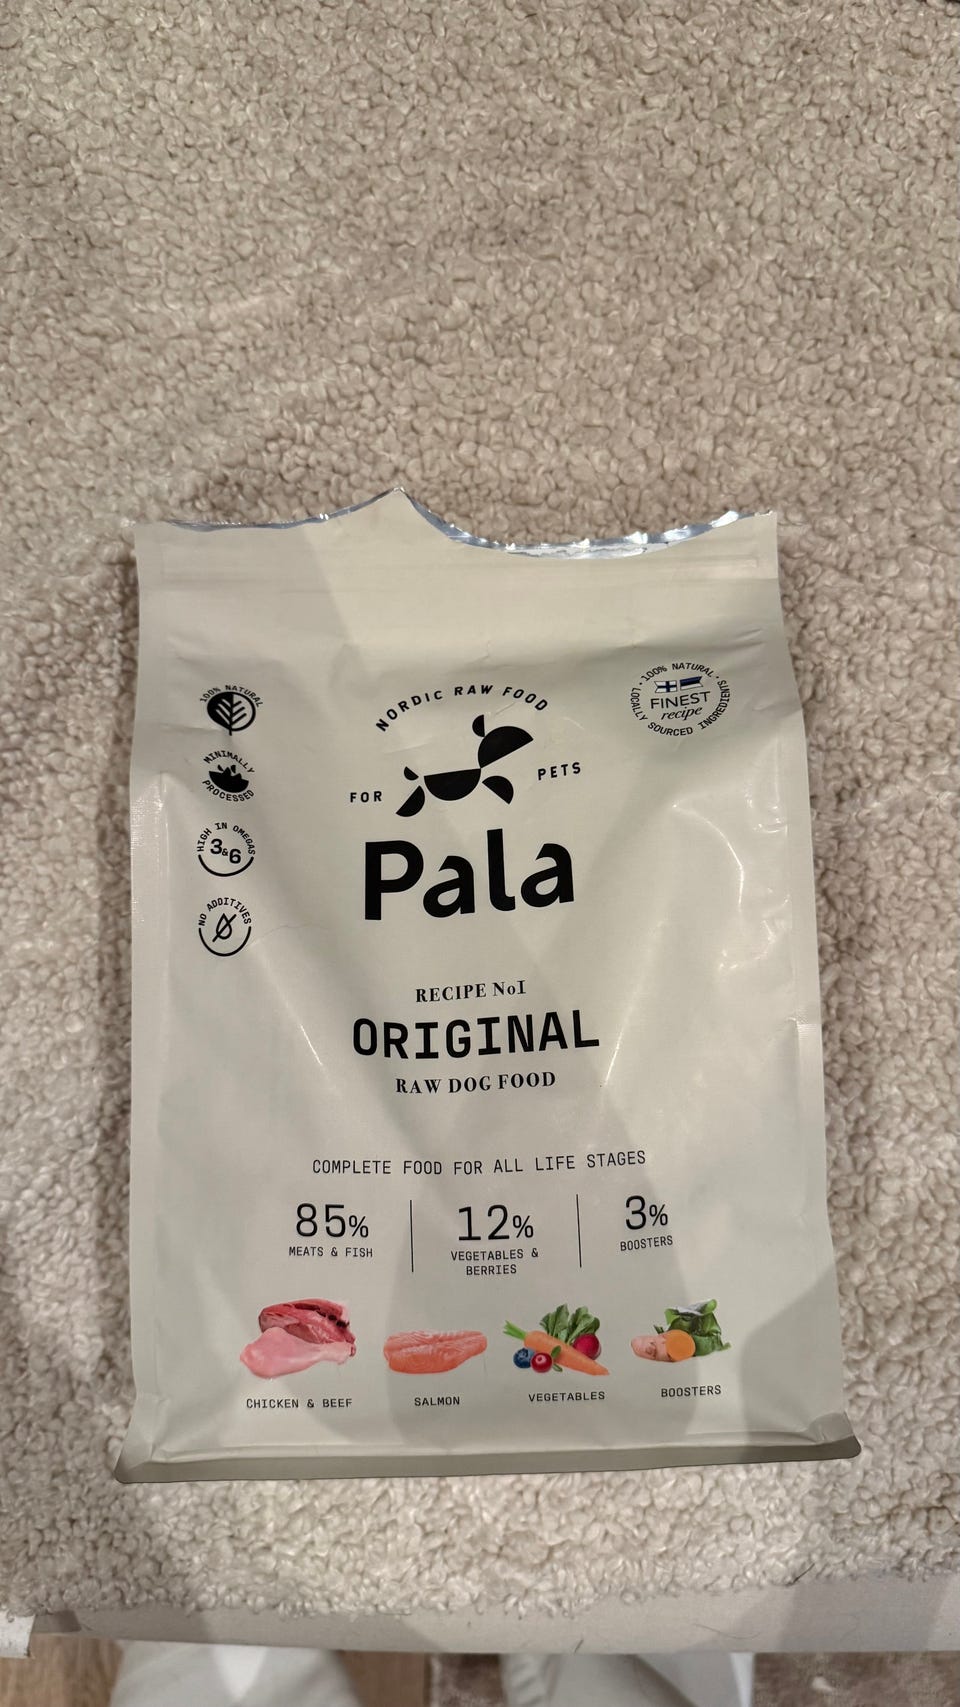 100% NATURAL
MINIMALLY
PROCESSED
HIGH IN OMEGAS
3&6
NO ADDITIVES
NORDIC RAW FOOD
FOR PETS
Pala
100% NATURAL
LOCALLY SOURCED INGREDIENTS
FINEST
recipe
RECIPE No1
ORIGINAL
RAW DOG FOOD
COMPLETE FOOD FOR ALL LIFE STAGES
85%
MEATS & FISH
12%
VEGETABLES &
BERRIES
3%
BOOSTERS
CHICKEN & BEEF
SALMON
VEGETABLES
BOOSTERS